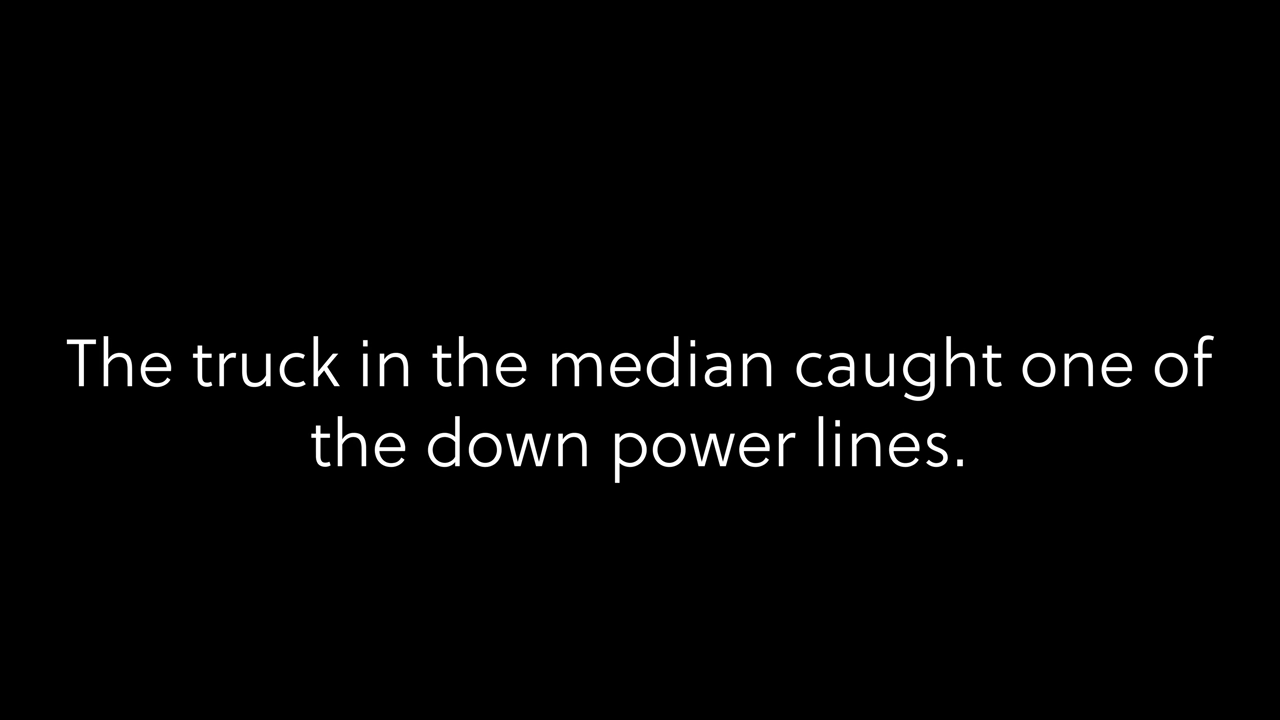 The truck in the median caught one of
the down power lines.